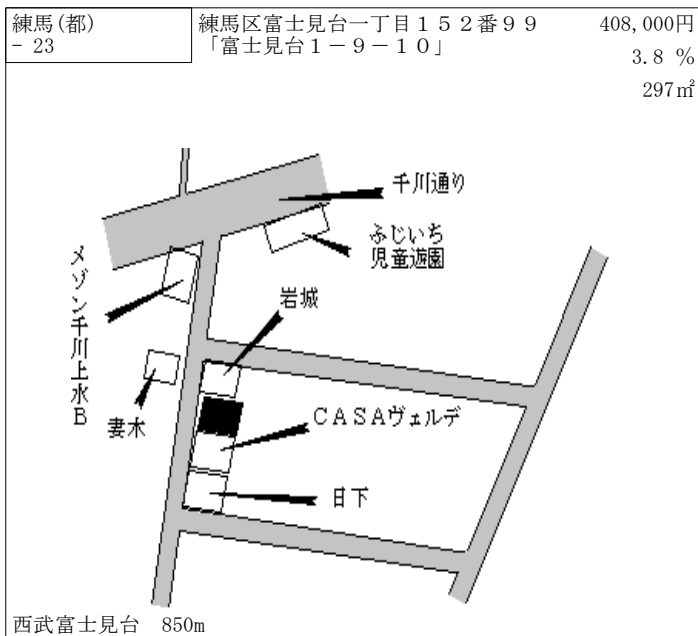 練馬(都)
- 23
練馬区富士見台一丁目１５２番９９
「富士見台１－９－１０」
408,000円
3.8 %
297㎡
千川通り
ふじいち
児童遊園
メゾン千川上水Ｂ
岩城
妻木
ＣＡＳＡヴェルデ
日下
西武富士見台 850m